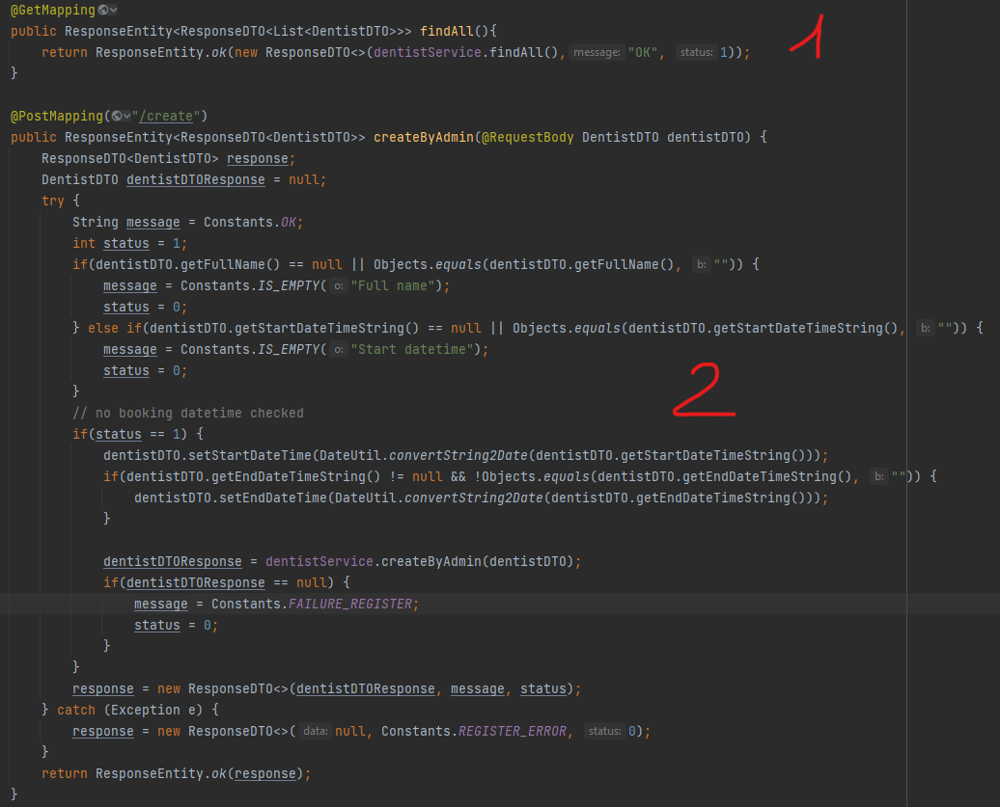 @GetMapping
public ResponseEntity<ResponseDTO<List<DentistDTO>>> findAll(){
    return ResponseEntity.ok(new ResponseDTO<>(dentistService.findAll(), message: "OK", status: 1));
}
1
@PostMapping("/create")
public ResponseEntity<ResponseDTO<DentistDTO>> createByAdmin(@RequestBody DentistDTO dentistDTO) {
    ResponseDTO<DentistDTO> response;
    DentistDTO dentistDTOResponse = null;
    try {
        String message = Constants.OK;
        int status = 1;
        if(dentistDTO.getFullName() == null || Objects.equals(dentistDTO.getFullName(), b: "")) {
            message = Constants.IS_EMPTY( o: "Full name");
            status = 0;
        } else if(dentistDTO.getStartDateTimeString() == null || Objects.equals(dentistDTO.getStartDateTimeString(), b: "")) {
            message = Constants.IS_EMPTY( o: "Start datetime");
            status = 0;
        }
2
        // no booking datetime checked
        if(status == 1) {
            dentistDTO.setStartDateTime(DateUtil.convertString2Date(dentistDTO.getStartDateTimeString()));
            if(dentistDTO.getEndDateTimeString() != null && !Objects.equals(dentistDTO.getEndDateTimeString(), b: "")) {
                dentistDTO.setEndDateTime(DateUtil.convertString2Date(dentistDTO.getEndDateTimeString()));
            }

            dentistDTOResponse = dentistService.createByAdmin(dentistDTO);
            if(dentistDTOResponse == null) {
                message = Constants.FAILURE_REGISTER;
                status = 0;
            }
        }
        response = new ResponseDTO<>(dentistDTOResponse, message, status);
    } catch (Exception e) {
        response = new ResponseDTO<>( data: null, Constants.REGISTER_ERROR, status: 0);
    }
    return ResponseEntity.ok(response);
}